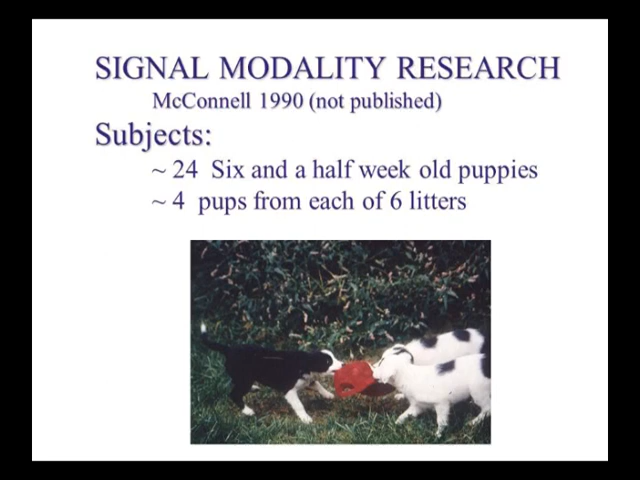 SIGNAL MODALITY RESEARCH
McConnell 1990 (not published)
Subjects:
~ 24 Six and a half week old puppies
~ 4 pups from each of 6 litters